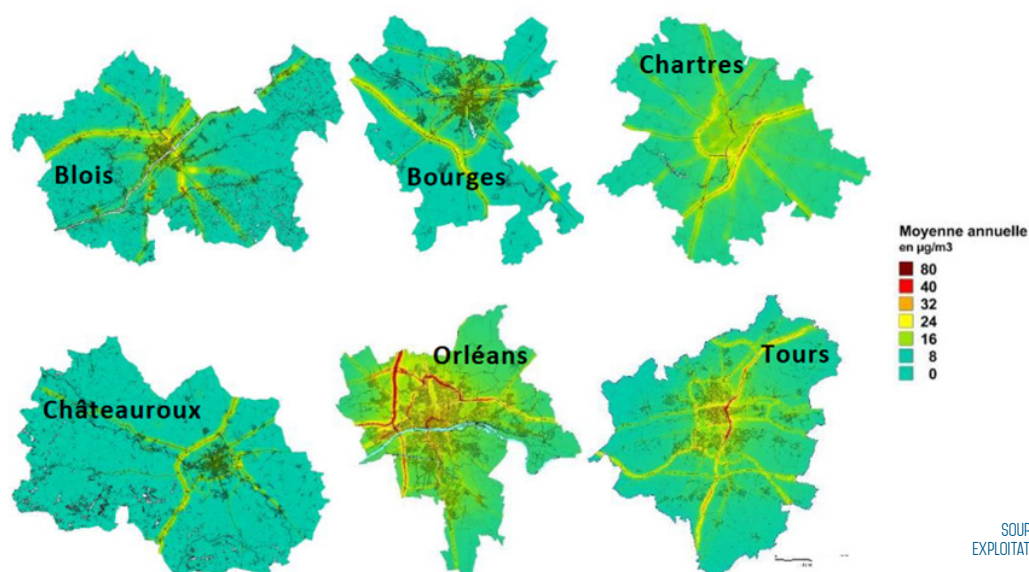 Blois
Bourges
Chartres
Moyenne annuelle
en µg/m3
80
40
32
24
16
8
0
Châteauroux
Orléans
Tours
SOUR
EXPLOITAT